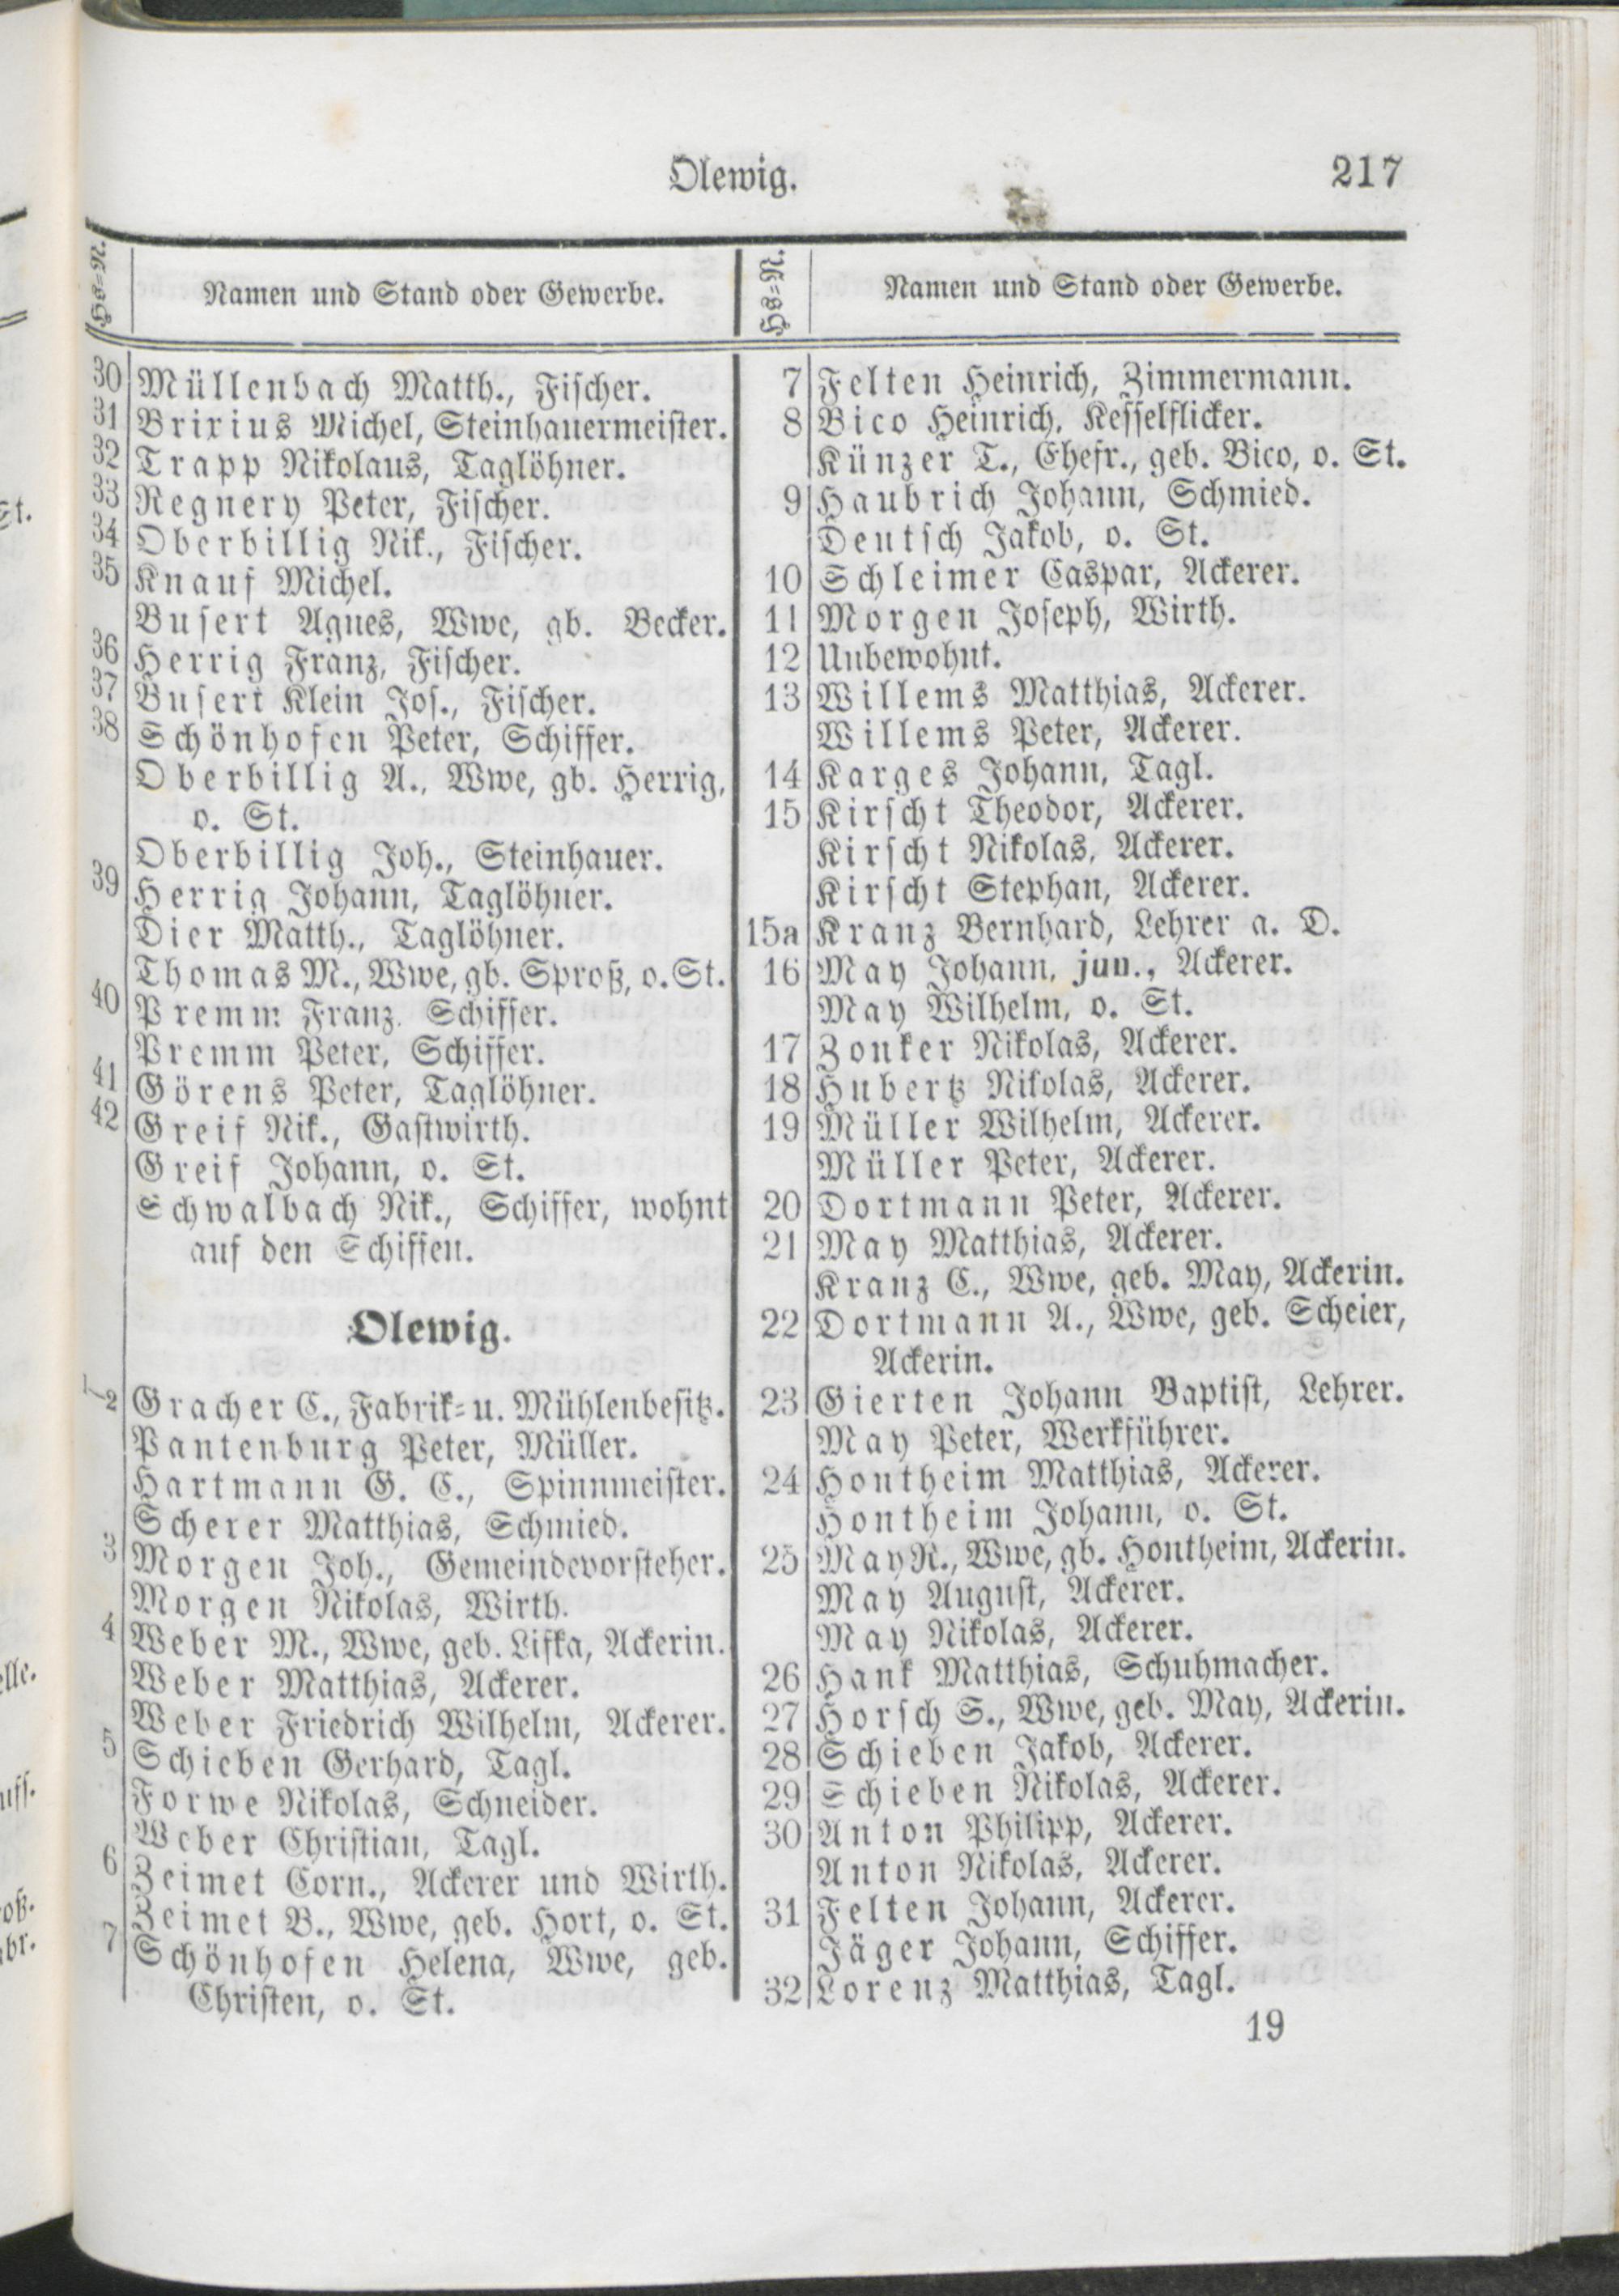 Olewig. 217
Hs=N. Namen und Stand oder Gewerbe.
30 Müllenbach Matth., Fischer.
31 Brixius Michel, Steinhauermeister.
32 Trapp Nikolaus, Taglöhner.
33 Regnery Peter, Fischer.
34 Oberbillig Nik., Fischer.
35 Knauf Michel.
Busert Agnes, Wwe, gb. Becker.
36 Herrig Franz, Fischer.
37 Busert Klein Jos., Fischer.
38 Schönhofen Peter, Schiffer.
Oberbillig A., Wwe, gb. Herrig,
o. St.
Oberbillig Joh., Steinhauer.
39 Herrig Johann, Taglöhner.
Dier Matth., Taglöhner.
Thomas M., Wwe, gb. Sproß, o. St.
40 Premm Franz. Schiffer.
Premm Peter, Schiffer.
41 Görens Peter, Taglöhner.
42 Greif Nik., Gastwirth.
Greif Johann, o. St.
Schwalbach Nik., Schiffer, wohnt
auf den Schiffen.
Olewig.
1/2 Gracher C., Fabrik= u. Mühlenbesitz.
Pantenburg Peter, Müller.
Hartmann G. C., Spinnmeister.
Scherer Matthias, Schmied.
3 Morgen Joh., Gemeindevorsteher.
Morgen Nikolas, Wirth.
4 Weber M., Wwe, geb. Lifka, Ackerin.
Weber Matthias, Ackerer.
Weber Friedrich Wilhelm, Ackerer.
5 Schieben Gerhard, Tagl.
Forwe Nikolas, Schneider.
Weber Christian, Tagl.
6 Zeimet Corn., Ackerer und Wirth.
Zeimet B., Wwe, geb. Hort, o. St.
7 Schönhofen Helena, Wwe, geb.
Christen, o. St.
Hs=N. Namen und Stand oder Gewerbe.
7 Felten Heinrich, Zimmermann.
8 Bico Heinrich, Kesselflicker.
Künzer T., Ehefr., geb. Bico, o. St.
9 Haubrich Johann, Schmied.
Deutsch Jakob, o. St.
10 Schleimer Caspar, Ackerer.
11 Morgen Joseph, Wirth.
12 Unbewohnt.
13 Willems Matthias, Ackerer.
Willems Peter, Ackerer.
14 Karges Johann, Tagl.
15 Kirscht Theodor, Ackerer.
Kirscht Nikolas, Ackerer.
Kirscht Stephan, Ackerer.
15a Kranz Bernhard, Lehrer a. D.
16 May Johann, jun., Ackerer.
May Wilhelm, o. St.
17 Zonker Nikolas, Ackerer.
18 Hubertz Nikolas, Ackerer.
19 Müller Wilhelm, Ackerer.
Müller Peter, Ackerer.
20 Dortmann Peter, Ackerer.
21 May Matthias, Ackerer.
Kranz C., Wwe, geb. May, Ackerin.
22 Dortmann A., Wwe, geb. Scheier,
Ackerin.
23 Gierten Johann Baptist, Lehrer.
May Peter, Werkführer.
24 Hontheim Matthias, Ackerer.
Hontheim Johann, o. St.
25 May N., Wwe, gb. Hontheim, Ackerin.
May August, Ackerer.
May Nikolas, Ackerer.
26 Hank Matthias, Schuhmacher.
27 Horsch S., Wwe, geb. May, Ackerin.
28 Schieben Jakob, Ackerer.
29 Schieben Nikolas, Ackerer.
30 Anton Philipp, Ackerer.
Anton Nikolas, Ackerer.
31 Felten Johann, Ackerer.
Jäger Johann, Schiffer.
32 Lorenz Matthias, Tagl.
19